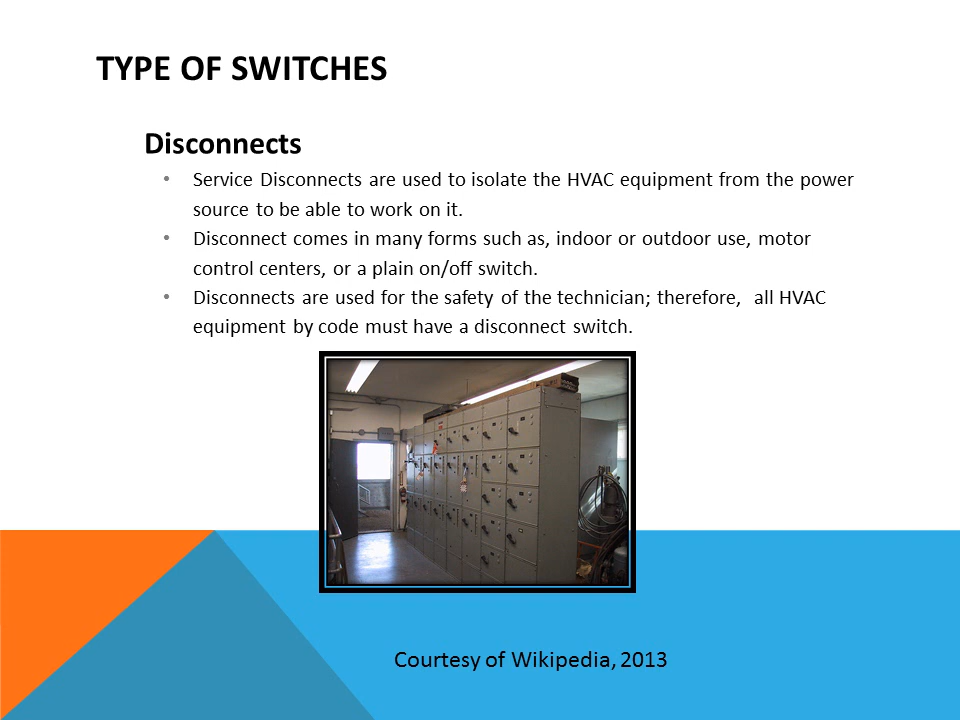 TYPE OF SWITCHES
Disconnects
• Service Disconnects are used to isolate the HVAC equipment from the power
source to be able to work on it.
• Disconnect comes in many forms such as, indoor or outdoor use, motor
control centers, or a plain on/off switch.
• Disconnects are used for the safety of the technician; therefore,  all HVAC
equipment by code must have a disconnect switch.
Courtesy of Wikipedia, 2013